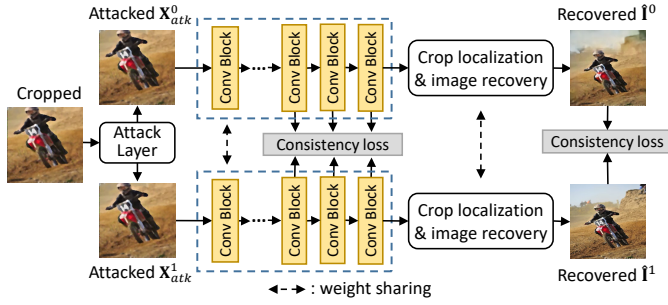 Attacked X⁰ₐₜₖ
Recovered Î⁰
Cropped
Attack
Layer
Conv Block
Conv Block
Conv Block
Conv Block
Crop localization
& image recovery
Consistency loss
Consistency loss
Conv Block
Conv Block
Conv Block
Conv Block
Crop localization
& image recovery
Attacked X¹ₐₜₖ
Recovered Î¹
: weight sharing